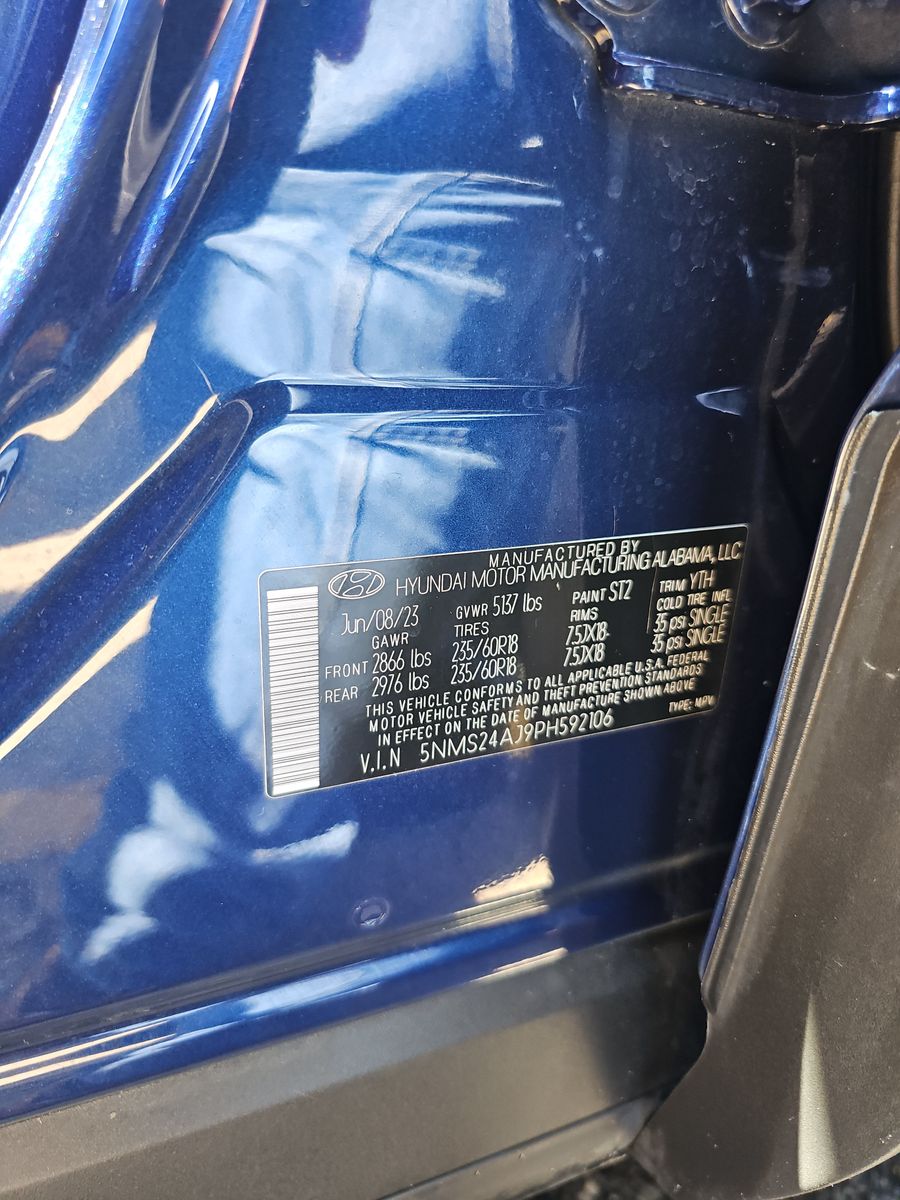 MANUFACTURED BY
HYUNDAI MOTOR MANUFACTURING ALABAMA, LLC
Jun/08/23 GVWR 5137 lbs PAINT ST2 TRIM YTH
GAWR TIRES RIMS COLD TIRE INFL
FRONT 2866 lbs 235/60R18 7.5JX18 35 psi SINGLE
REAR 2976 lbs 235/60R18 7.5JX18 35 psi SINGLE
THIS VEHICLE CONFORMS TO ALL APPLICABLE U.S.A. FEDERAL
MOTOR VEHICLE SAFETY AND THEFT PREVENTION STANDARDS
IN EFFECT ON THE DATE OF MANUFACTURE SHOWN ABOVE
V.I.N 5NMS24AJ9PH592106 TYPE: MPV